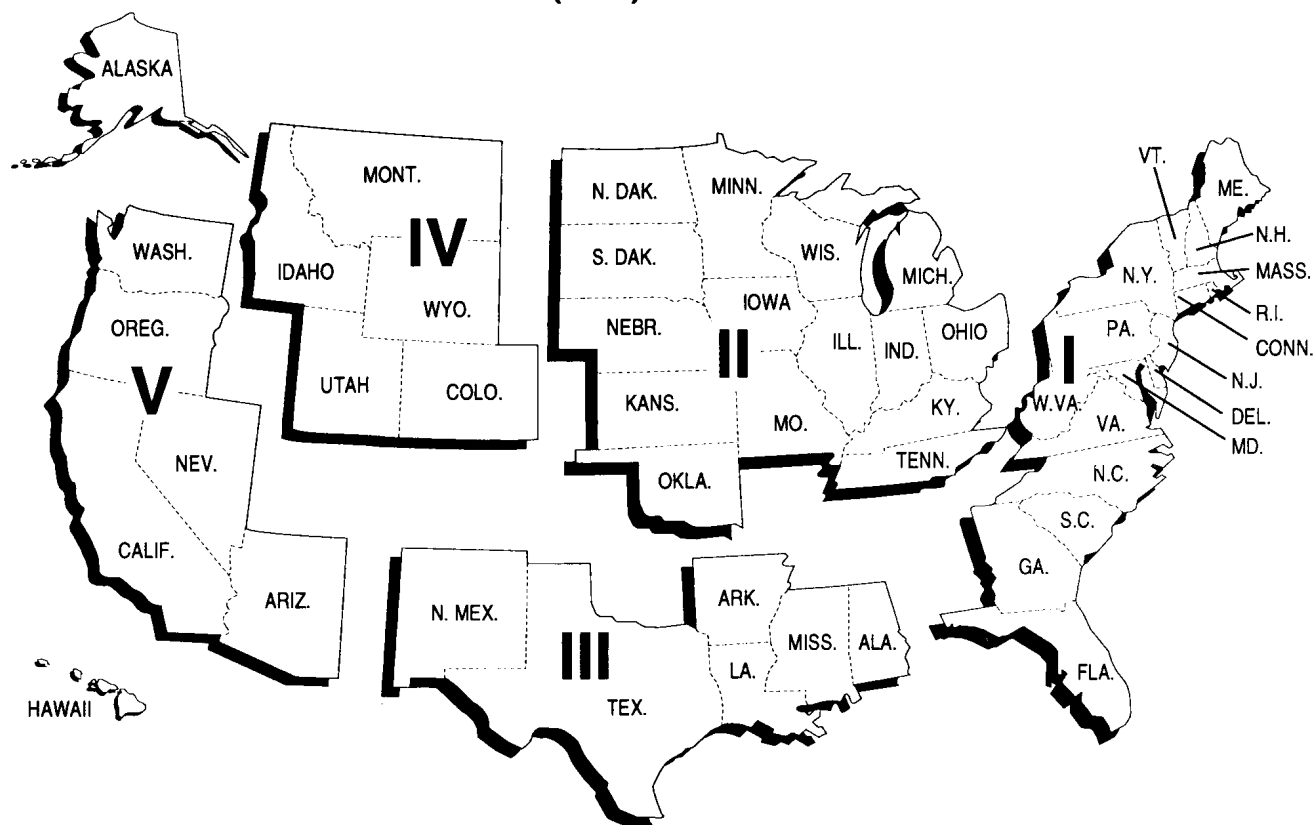 ALASKA
MONT.
IV
IDAHO
WYO.
UTAH
COLO.
WASH.
OREG.
V
NEV.
CALIF.
ARIZ.
HAWAII
N. DAK.
MINN.
S. DAK.
WIS.
MICH.
NEBR.
IOWA
II
ILL.
IND.
OHIO
KANS.
MO.
KY.
OKLA.
TENN.
N. MEX.
III
TEX.
ARK.
LA.
MISS.
ALA.
VT.
ME.
N.H.
N.Y.
MASS.
R.I.
PA.
CONN.
I
N.J.
W.VA.
DEL.
VA.
MD.
N.C.
S.C.
GA.
FLA.